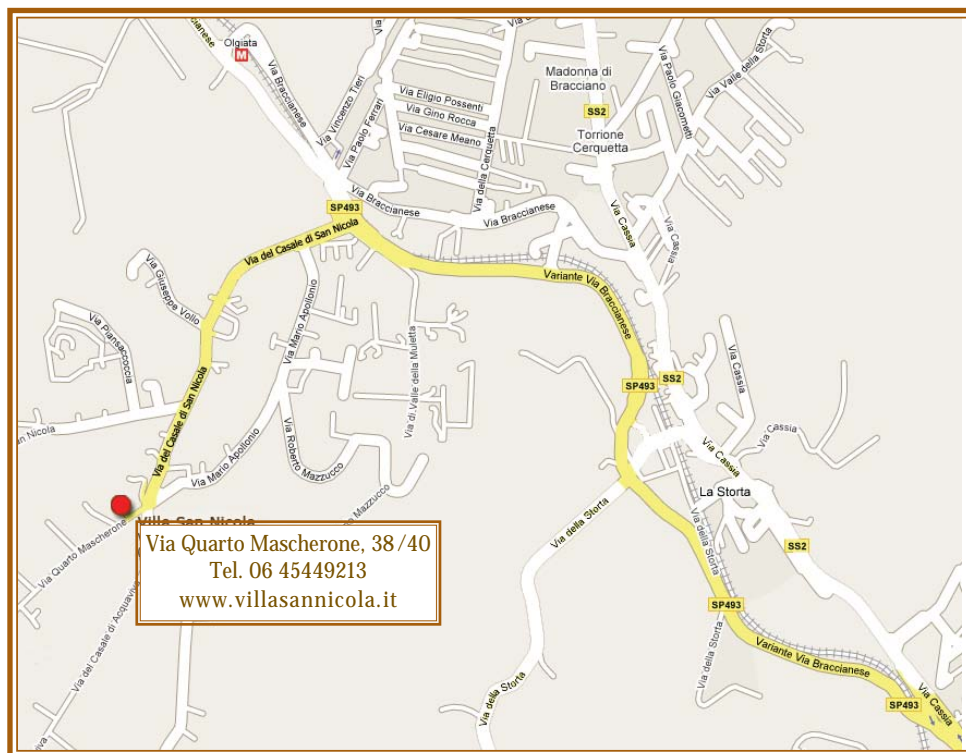 cianese
Olgiata
M
Via Braccianese
Via Vincenzo Tieri
Via Paolo Ferrari
Via Eligio Possenti
Via Gino Rocca
Via Cesare Meano
Via della Cerquetta
Madonna di
Bracciano
SS2
Torrione
Cerquetta
Via Paolo Giacometti
Via Valle della Storta
Via Braccianese
Via Braccianese
Via Cassia
Via Cassia
SP493
Via del Casale di San Nicola
Variante Via Braccianese
Via Giuseppe Vollo
Via Piansaccoccia
Via Mario Apollonio
Via di Valle della Muletta
SP493
SS2
Via Cassia
Via Cassia
Via Cassia
an Nicola
Via del Casale di San Nicola
Via Mario Apollonio
Via Roberto Mazzucco
La Storta
Via della Storta
Via della Storta
SS2
Mazzucco
Villa San Nicola
Via Quarto Mascherone
Via Quarto Mascherone, 38/40
Tel. 06 45449213
www.villasannicola.it
Via del Casale di Acquaviva
SP493
Via della Storta
Via della Storta
Variante Via Braccianese
SP493
Via Cassia
aviva